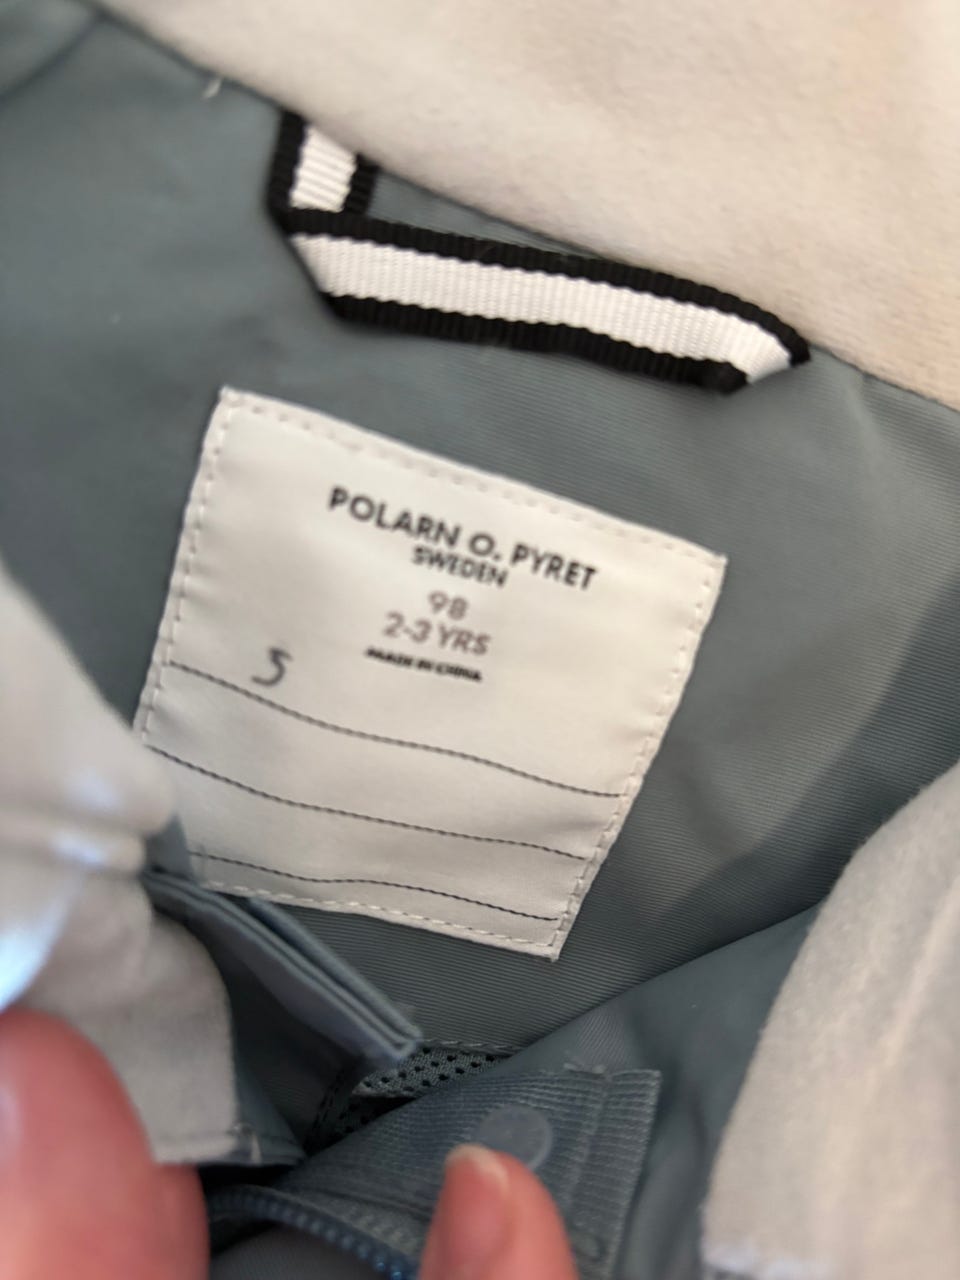 POLARN O. PYRET
SWEDEN
98
2-3 YRS
MADE IN CHINA
5